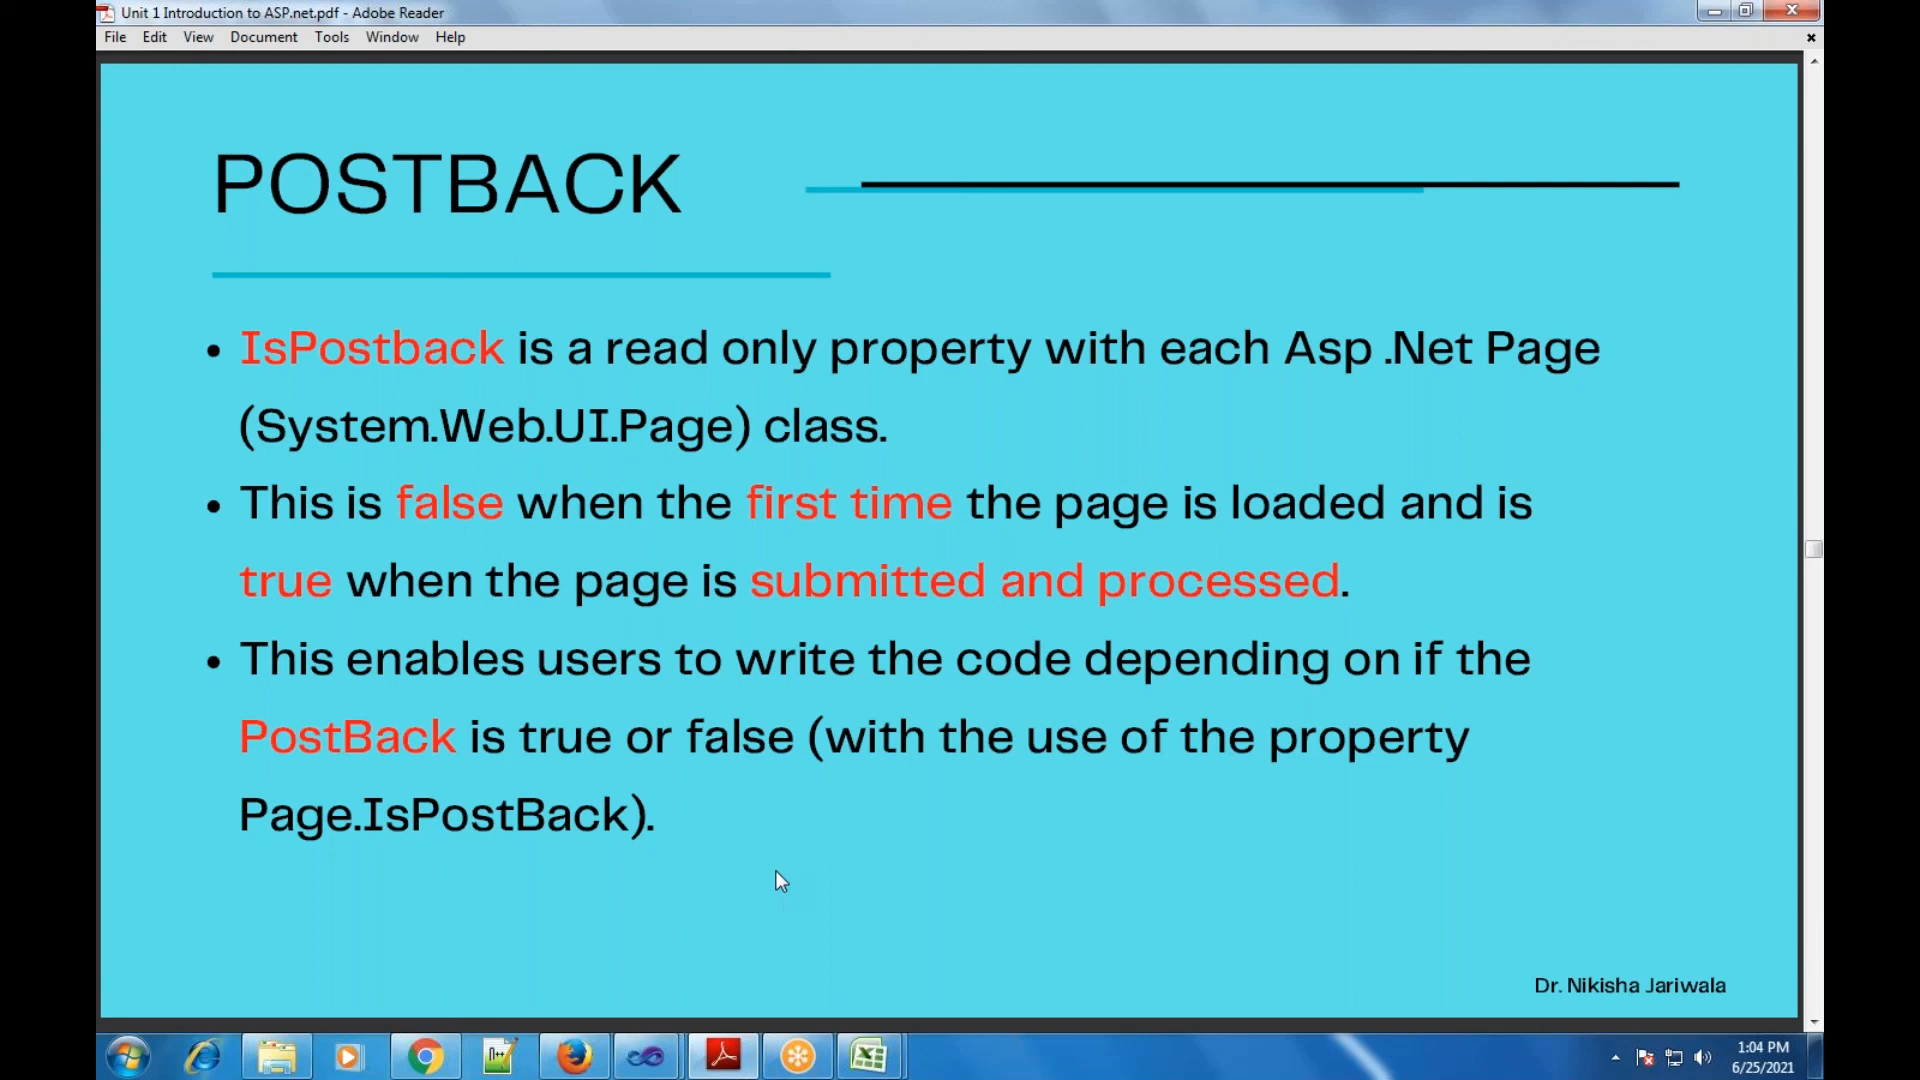 Unit 1 Introduction to ASP.net.pdf - Adobe Reader
File Edit View Document Tools Window Help
POSTBACK
• IsPostback is a read only property with each Asp .Net Page
(System.Web.UI.Page) class.
• This is false when the first time the page is loaded and is
true when the page is submitted and processed.
• This enables users to write the code depending on if the
PostBack is true or false (with the use of the property
Page.IsPostBack).
Dr. Nikisha Jariwala
1:04 PM
6/25/2021